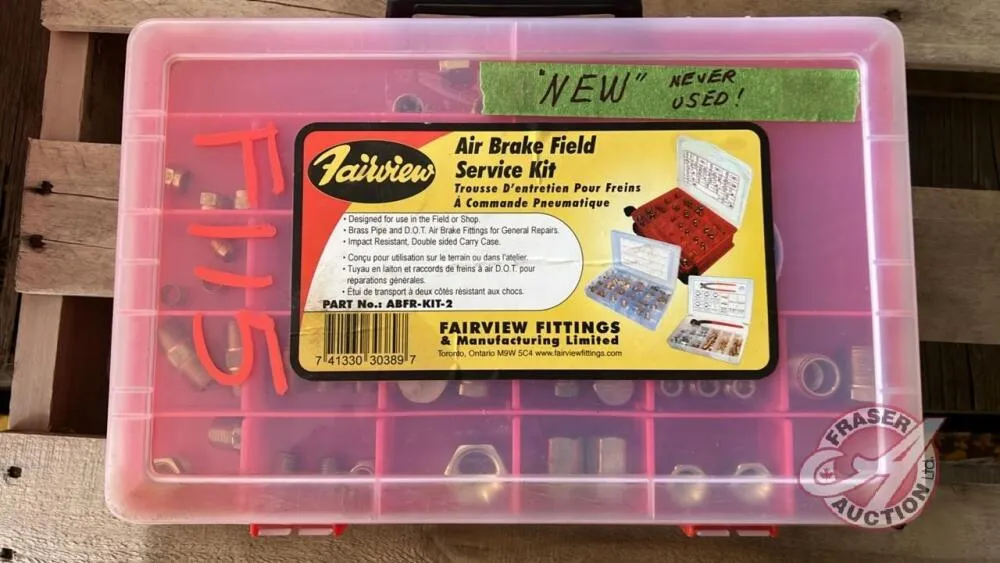 "NEW" NEVER
USED!
F115
Fairview
Air Brake Field
Service Kit
Trousse D'entretien Pour Freins
À Commande Pneumatique
• Designed for use in the Field or Shop.
• Brass Pipe and D.O.T. Air Brake Fittings for General Repairs.
• Impact Resistant, Double sided Carry Case.
• Conçu pour utilisation sur le terrain ou dans l'atelier.
• Tuyau en laiton et raccords de freins à air D.O.T. pour
réparations générales.
• Étui de transport à deux côtés résistant aux chocs.
PART No.: ABFR-KIT-2
7 41330 30389 7
FAIRVIEW FITTINGS
& Manufacturing Limited
Toronto, Ontario M9W 5C4 www.fairviewfittings.com
FRASER
AUCTION Ltd.